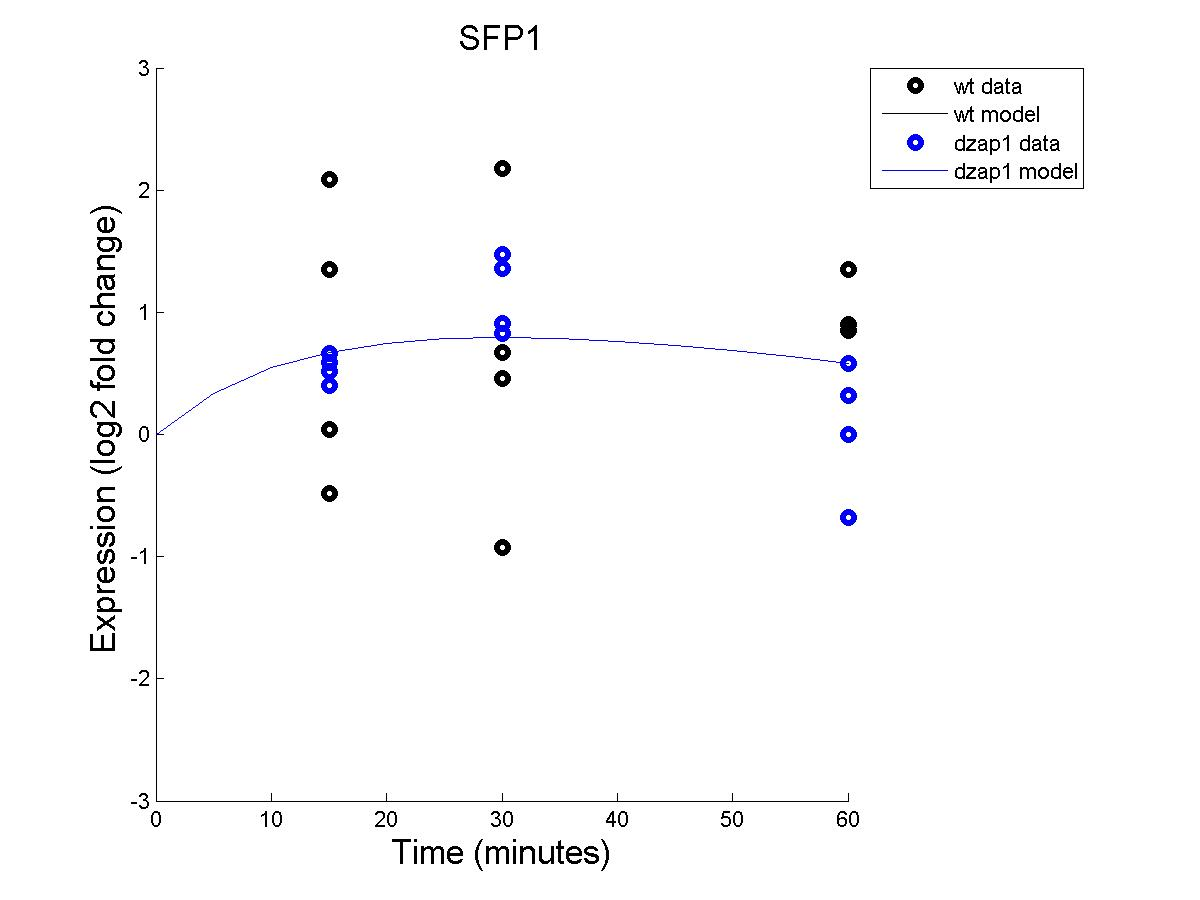 SFP1
wt data
wt model
dzap1 data
dzap1 model
Expression (log2 fold change)
3
2
1
0
-1
-2
-3
0 10 20 30 40 50 60
Time (minutes)